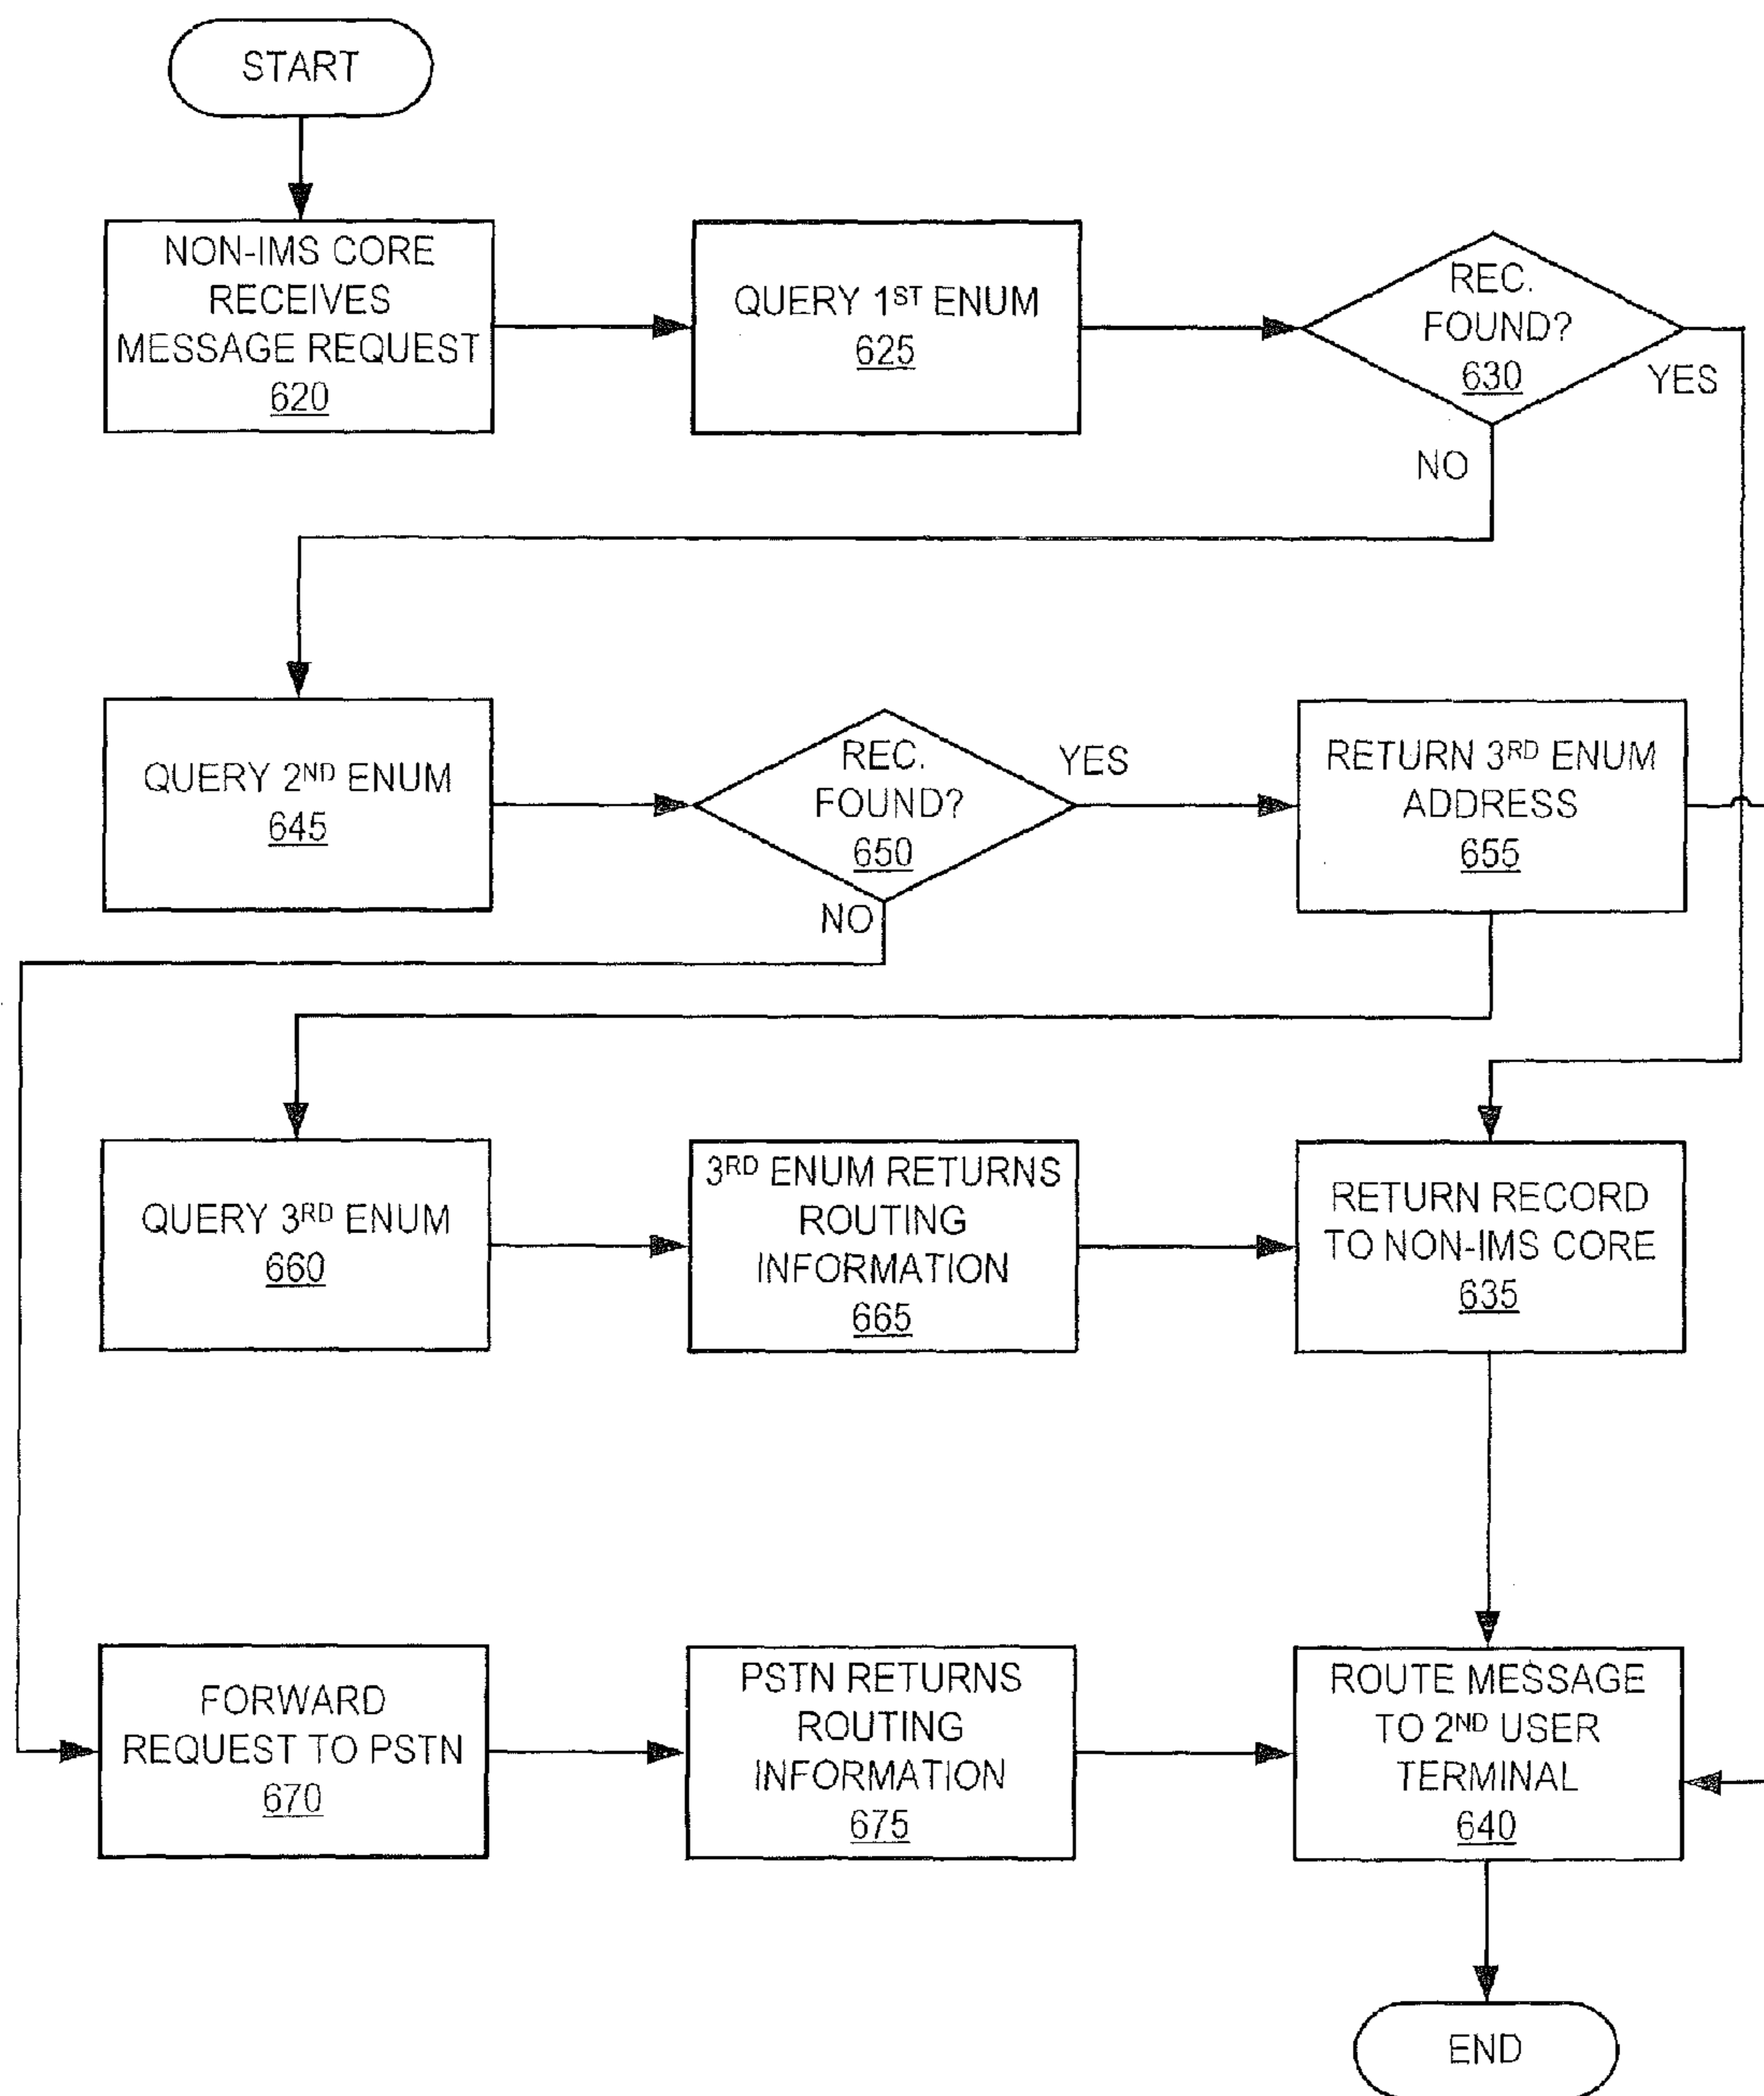 START
NON-IMS CORE
RECEIVES
MESSAGE REQUEST
620
QUERY 1ST ENUM
625
REC.
FOUND?
630
YES
NO
QUERY 2ND ENUM
645
REC.
FOUND?
650
YES
NO
RETURN 3RD ENUM
ADDRESS
655
QUERY 3RD ENUM
660
3RD ENUM RETURNS
ROUTING
INFORMATION
665
RETURN RECORD
TO NON-IMS CORE
635
FORWARD
REQUEST TO PSTN
670
PSTN RETURNS
ROUTING
INFORMATION
675
ROUTE MESSAGE
TO 2ND USER
TERMINAL
640
END